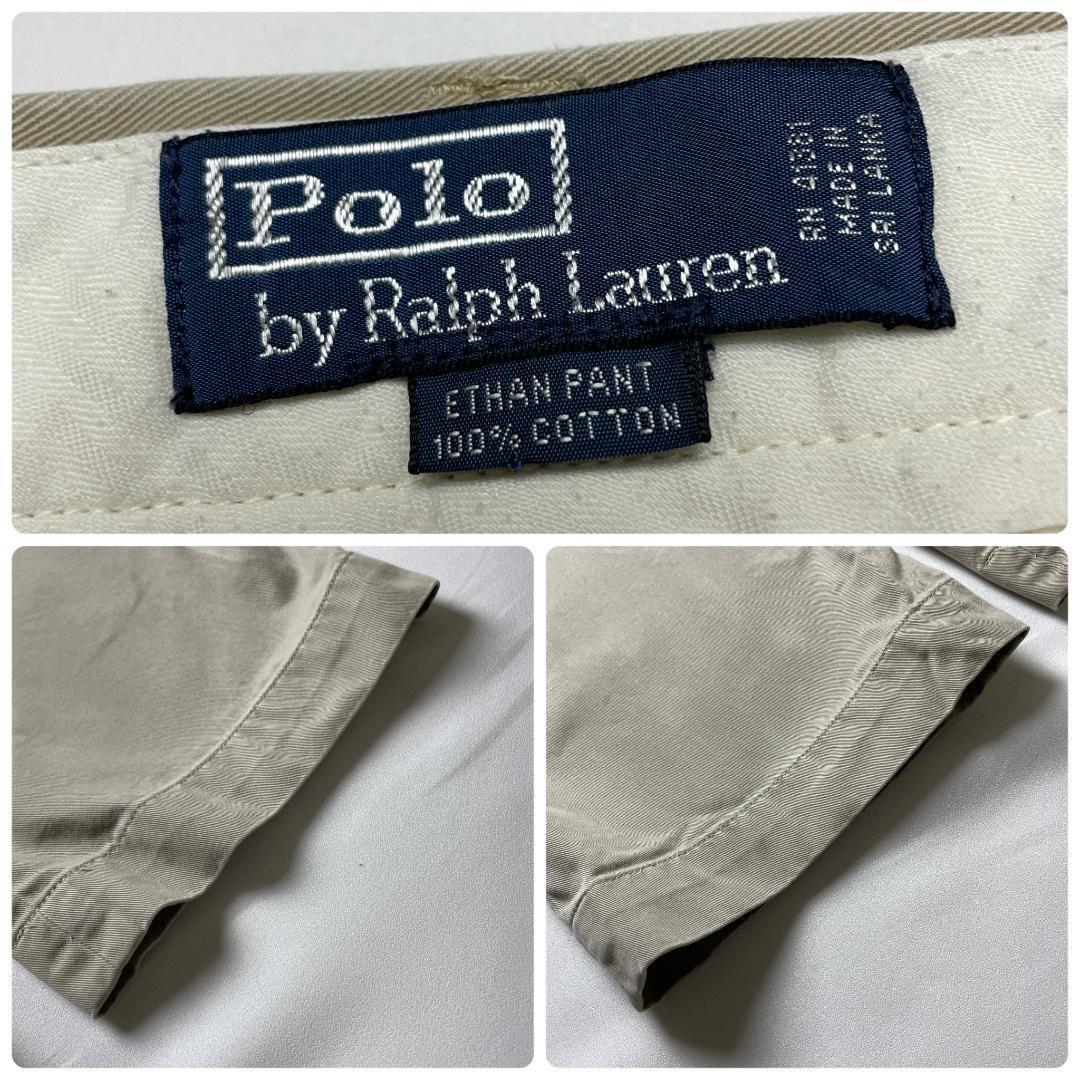 Polo
by Ralph Lauren
RN 41381
MADE IN
SRI LANKA
ETHAN PANT
100% COTTON